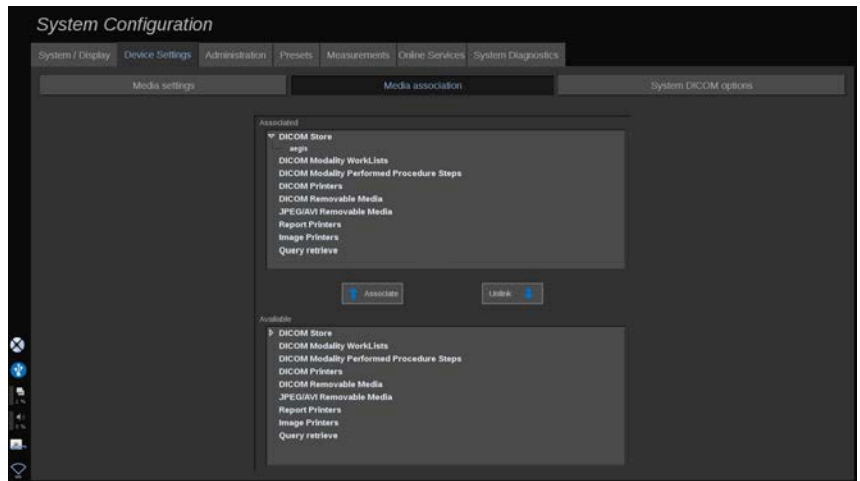 System Configuration
System / Display Device Settings Administration Presets Measurements Online Services System Diagnostics
Media settings Media association System DICOM options
Associated
DICOM Store
aegis
DICOM Modality WorkLists
DICOM Modality Performed Procedure Steps
DICOM Printers
DICOM Removable Media
JPEG/AVI Removable Media
Report Printers
Image Printers
Query retrieve
Associate Unlink
Available
DICOM Store
DICOM Modality WorkLists
DICOM Modality Performed Procedure Steps
DICOM Printers
DICOM Removable Media
JPEG/AVI Removable Media
Report Printers
Image Printers
Query retrieve